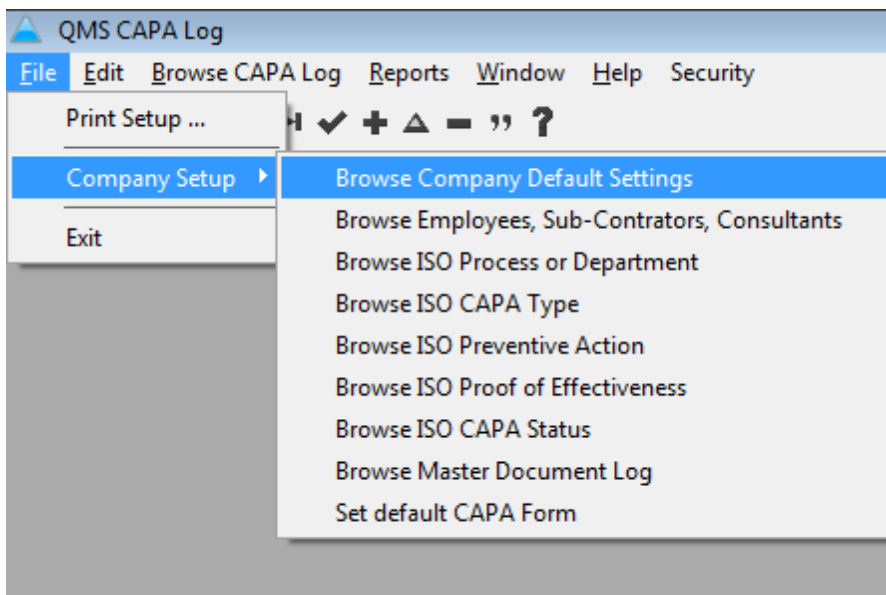 QMS CAPA Log
File Edit Browse CAPA Log Reports Window Help Security
Print Setup ...
Company Setup
Exit
Browse Company Default Settings
Browse Employees, Sub-Contrators, Consultants
Browse ISO Process or Department
Browse ISO CAPA Type
Browse ISO Preventive Action
Browse ISO Proof of Effectiveness
Browse ISO CAPA Status
Browse Master Document Log
Set default CAPA Form